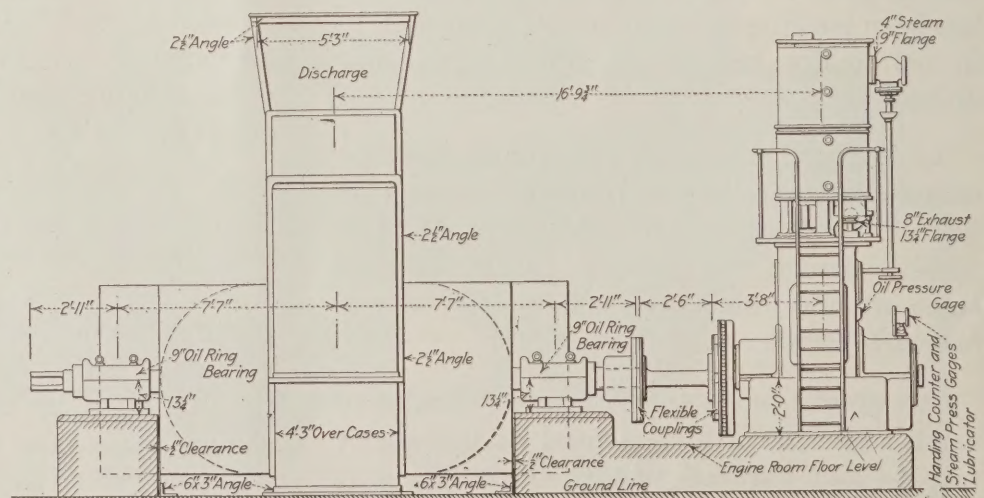 2½"Angle
5'3"
4"Steam
9"Flange
Discharge
16'9¾"
2½"Angle
8"Exhaust
13¼"Flange
2'11"
7'7"
7'7"
2'11"
2'6"
3'8"
Oil Pressure
Gage
9"Oil Ring
Bearing
9"Oil Ring
Bearing
2½"Angle
13¼"
13¼"
2'0"
Flexible
Couplings
4'3"Over Cases
½"Clearance
½"Clearance
6"x3"Angle
6"x3"Angle
Ground Line
Engine Room Floor Level
Harding Counter and
Steam Press Gages
Lubricator